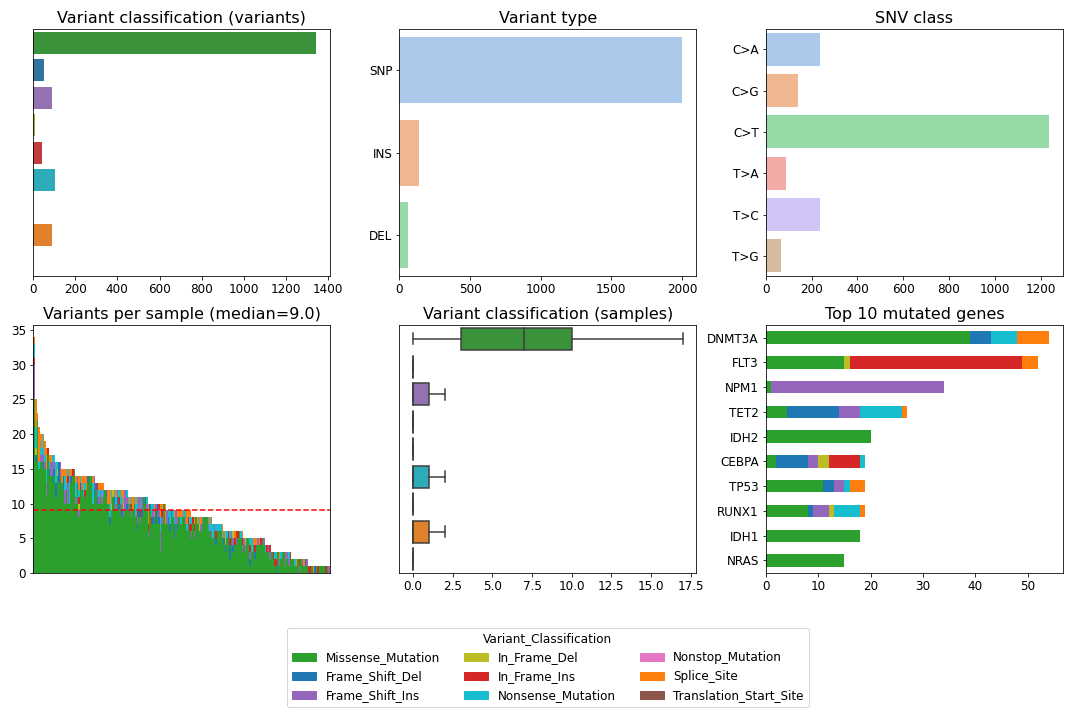 Variant classification (variants)
0 200 400 600 800 1000 1200 1400
Variant type
SNP
INS
DEL
0 500 1000 1500 2000
SNV class
C>A
C>G
C>T
T>A
T>C
T>G
0 200 400 600 800 1000 1200
Variants per sample (median=9.0)
35
30
25
20
15
10
5
0
Variant classification (samples)
0.0 2.5 5.0 7.5 10.0 12.5 15.0 17.5
Top 10 mutated genes
DNMT3A
FLT3
NPM1
TET2
IDH2
CEBPA
TP53
RUNX1
IDH1
NRAS
0 10 20 30 40 50
Variant_Classification
Missense_Mutation In_Frame_Del Nonstop_Mutation
Frame_Shift_Del In_Frame_Ins Splice_Site
Frame_Shift_Ins Nonsense_Mutation Translation_Start_Site